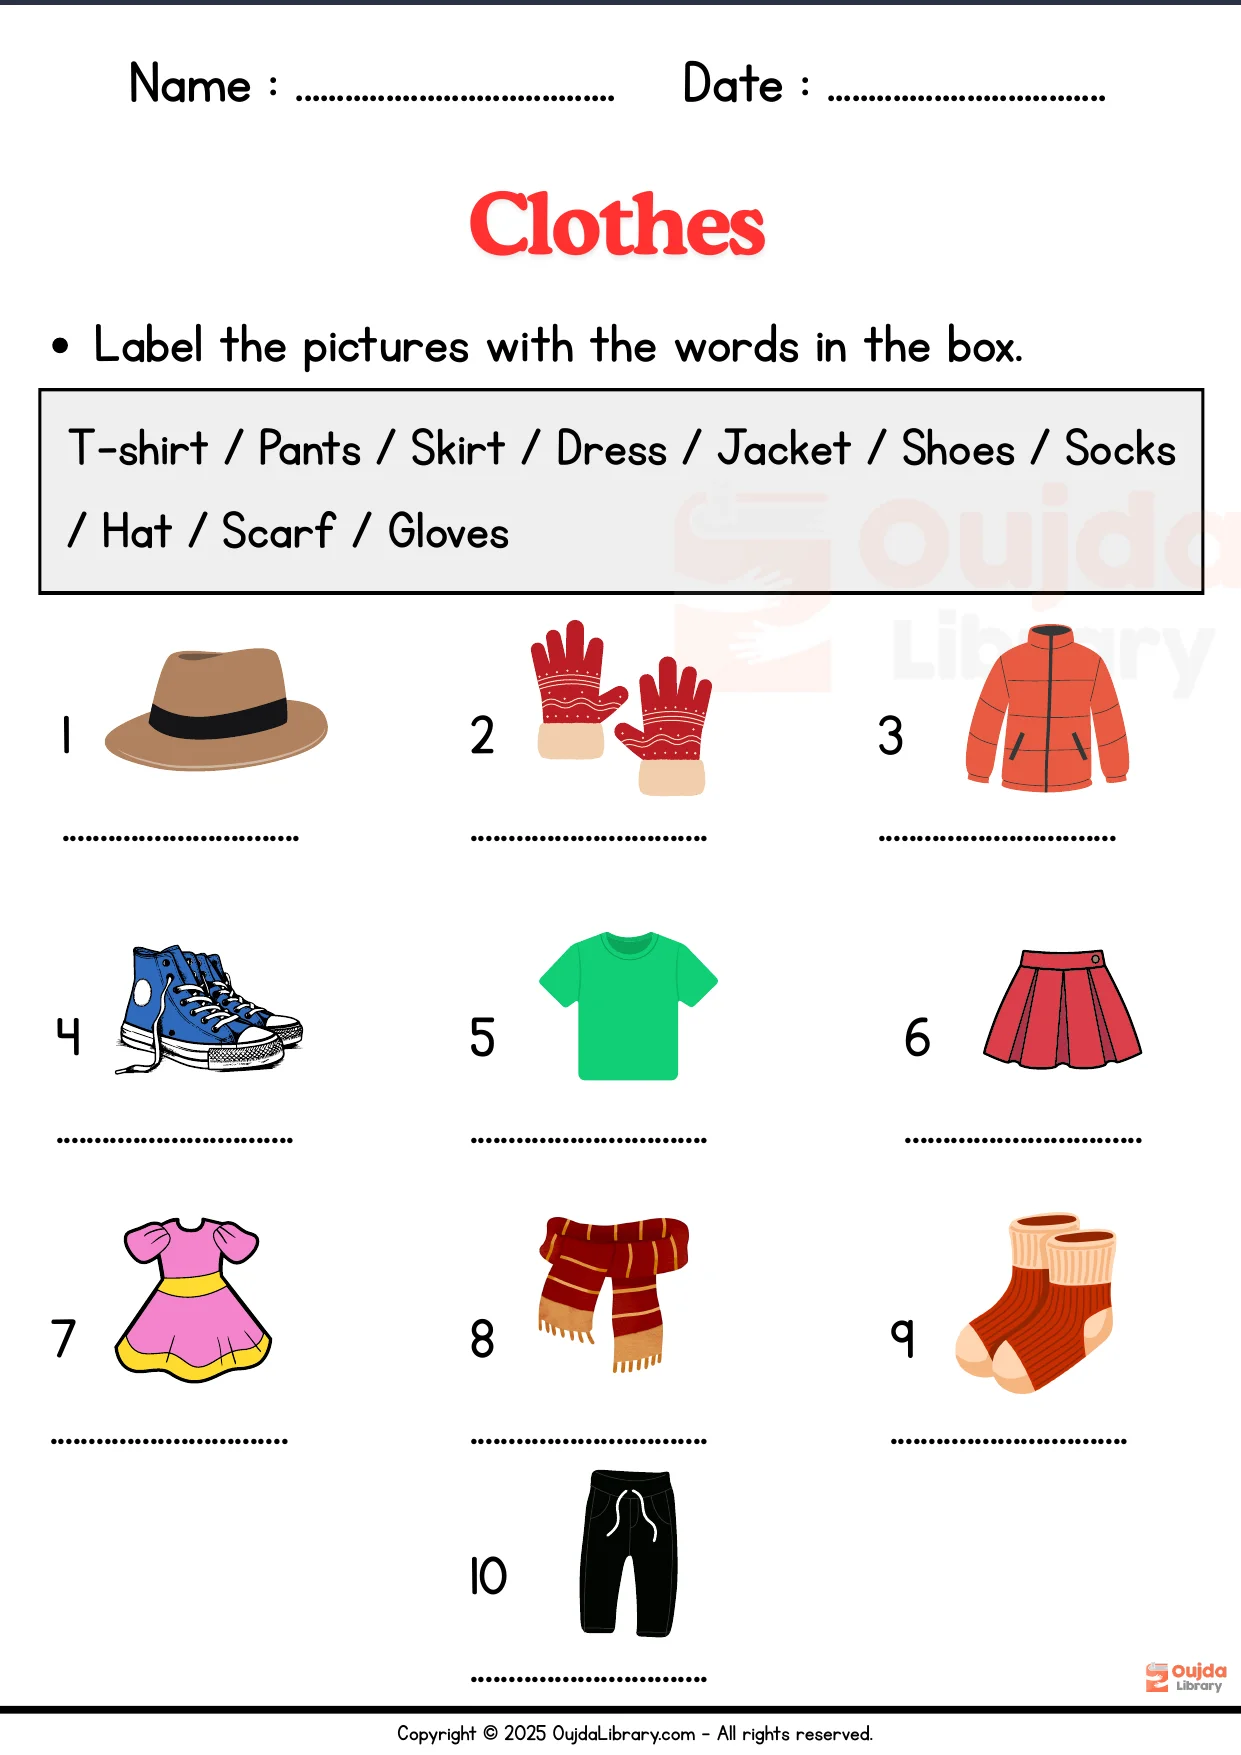 Name : ....................................... Date : ..................................
Clothes
• Label the pictures with the words in the box.
T-shirt / Pants / Skirt / Dress / Jacket / Shoes / Socks
/ Hat / Scarf / Gloves
Oujda
Library
1
2
3
.............................. .............................. ..............................
4
5
6
.............................. .............................. ..............................
7
8
9
.............................. .............................. ..............................
10
..............................
Oujda
Library
Copyright © 2025 OujdaLibrary.com - All rights reserved.